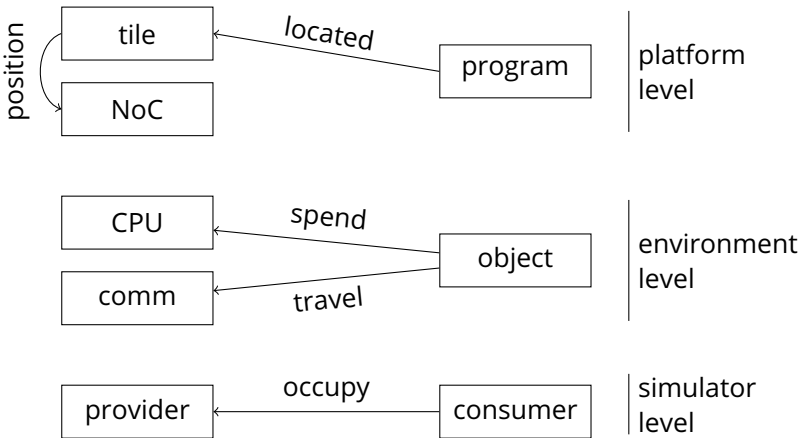 position
tile
located
program
platform
level
NoC
CPU
spend
object
environment
level
comm
travel
provider
occupy
consumer
simulator
level